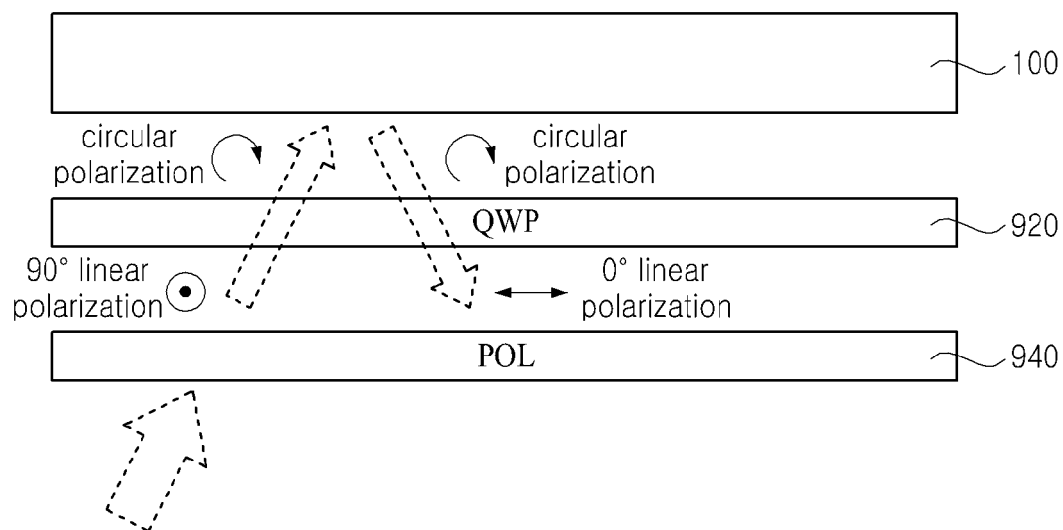 100
circular
polarization
circular
polarization
QWP
920
90° linear
polarization
0° linear
polarization
POL
940